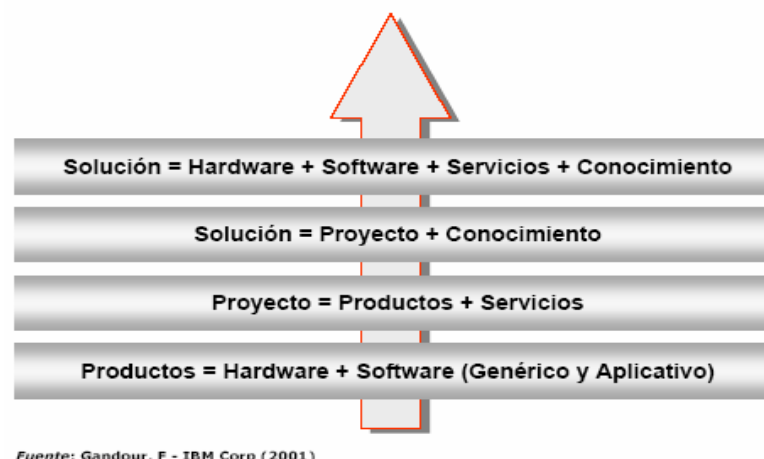 Solución = Hardware + Software + Servicios + Conocimiento
Solución = Proyecto + Conocimiento
Proyecto = Productos + Servicios
Productos = Hardware + Software (Genérico y Aplicativo)
Fuente: Gandour, F - IBM Corp (2001)